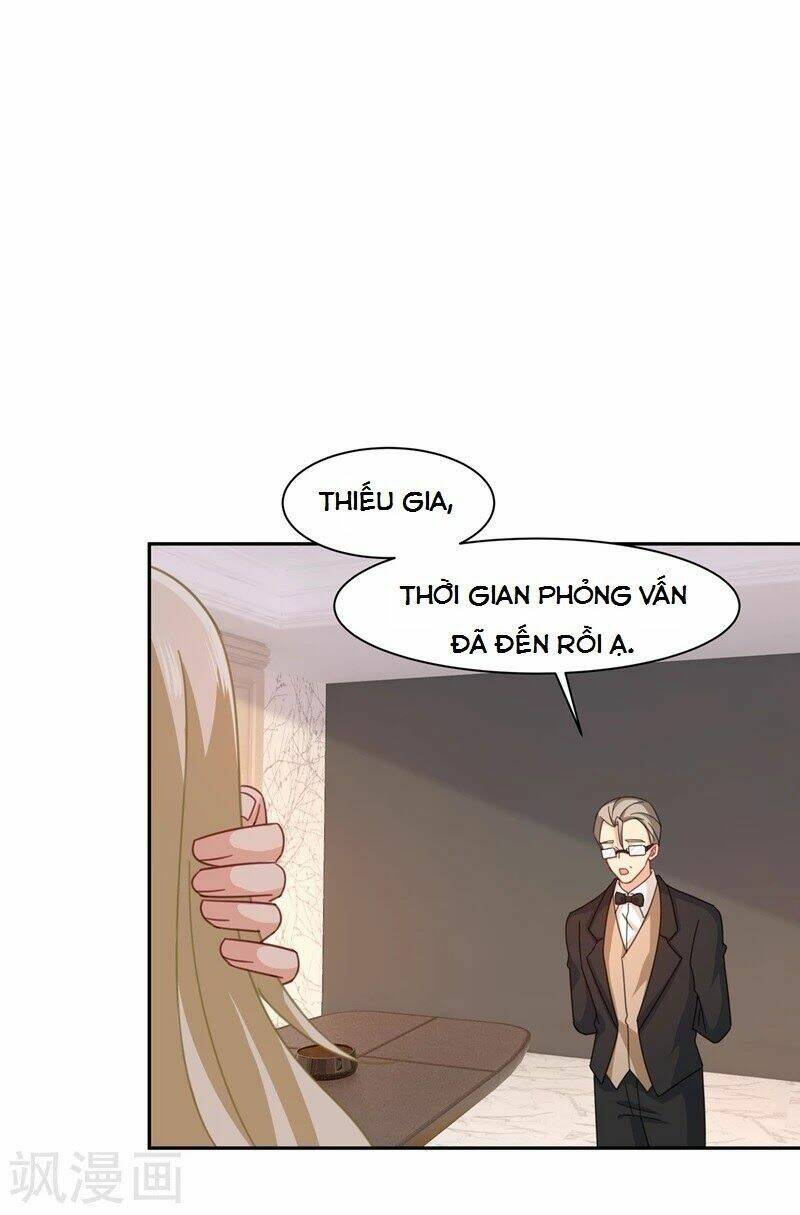 THIẾU GIA,
THỜI GIAN PHỎNG VẤN
ĐÃ ĐẾN RỒI Ạ.
飒漫画